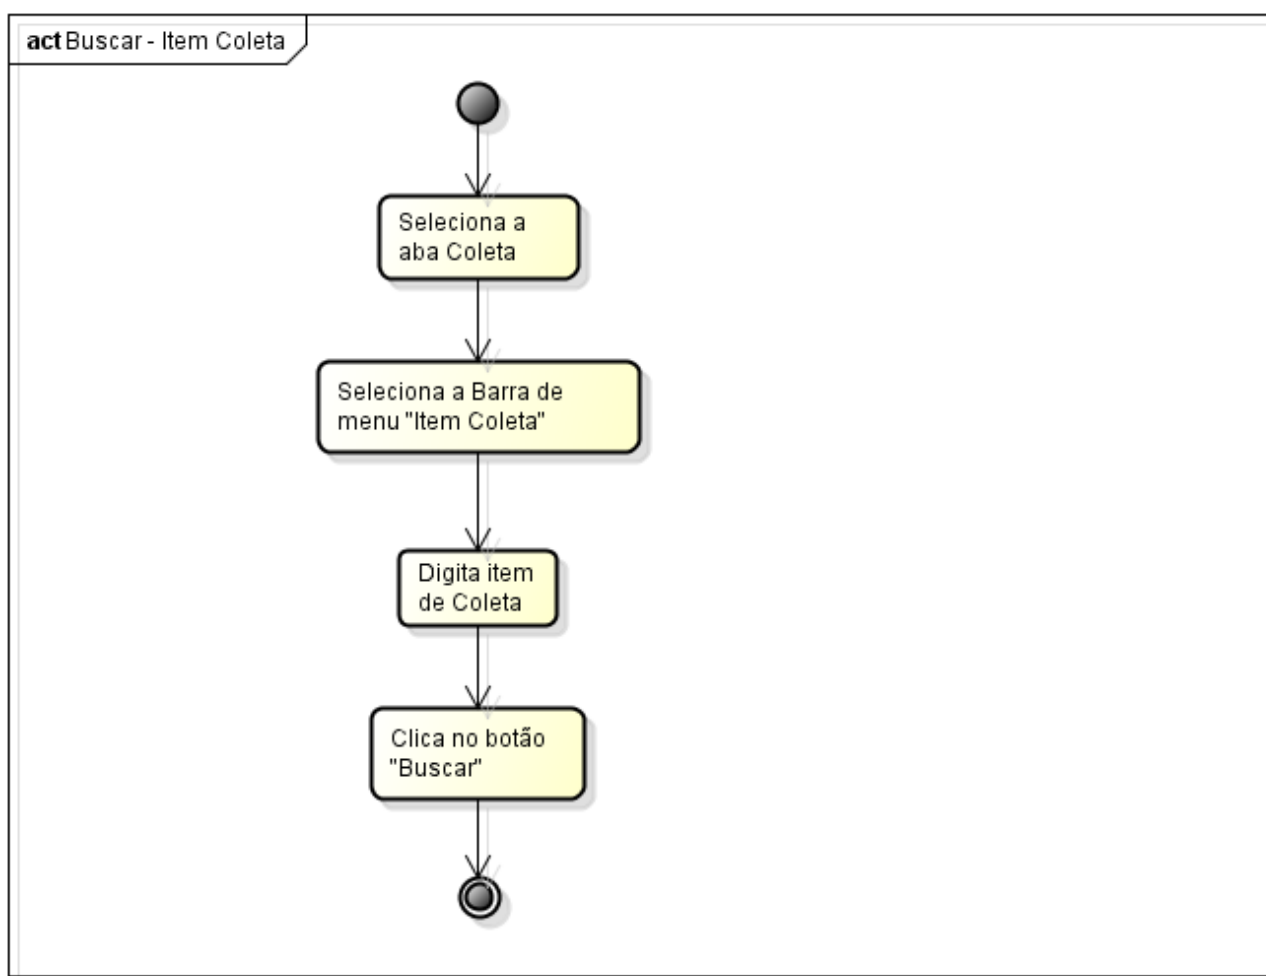 act Buscar - Item Coleta
Seleciona a
aba Coleta
Seleciona a Barra de
menu "Item Coleta"
Digita item
de Coleta
Clica no botão
"Buscar"